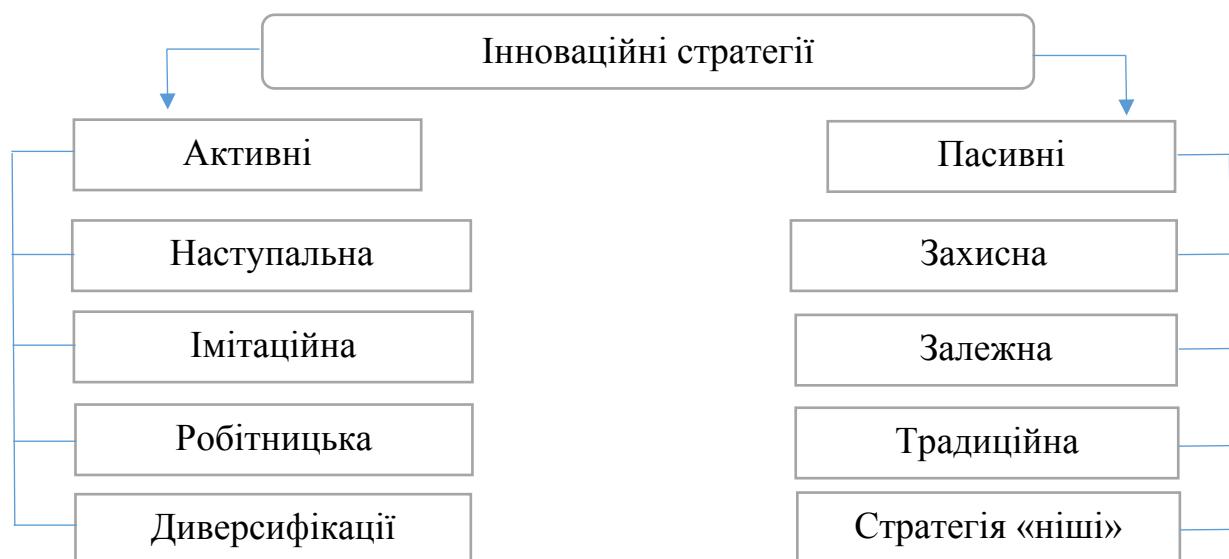 Інноваційні стратегії
Активні
Наступальна
Імітаційна
Робітницька
Диверсифікації
Пасивні
Захисна
Залежна
Традиційна
Стратегія «ніші»